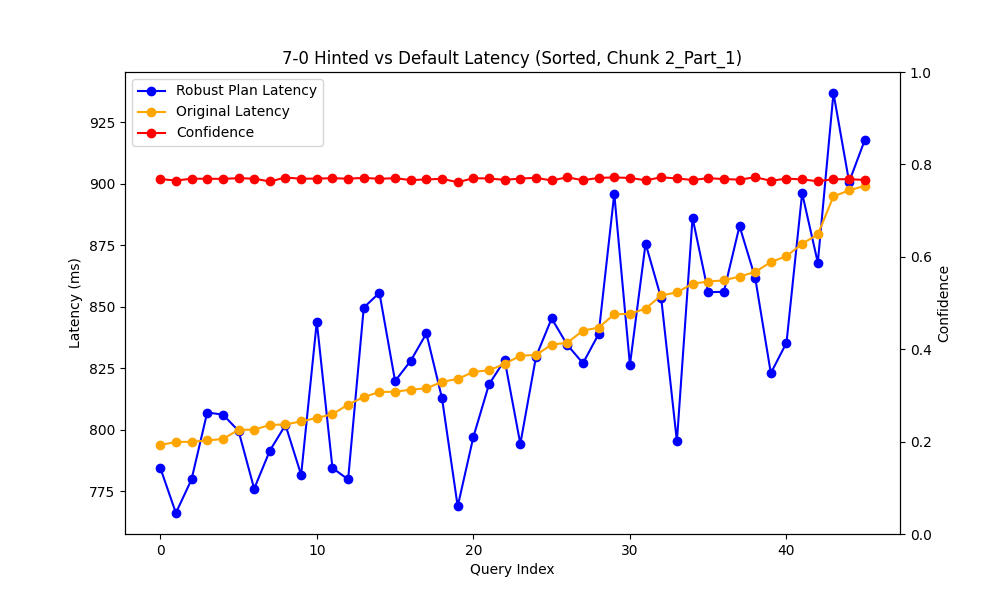 7-0 Hinted vs Default Latency (Sorted, Chunk 2_Part_1)
Robust Plan Latency
Original Latency
Confidence
Latency (ms)
925
900
875
850
825
800
775
0
10
20
30
40
Query Index
1.0
0.8
0.6
0.4
0.2
0.0
Confidence